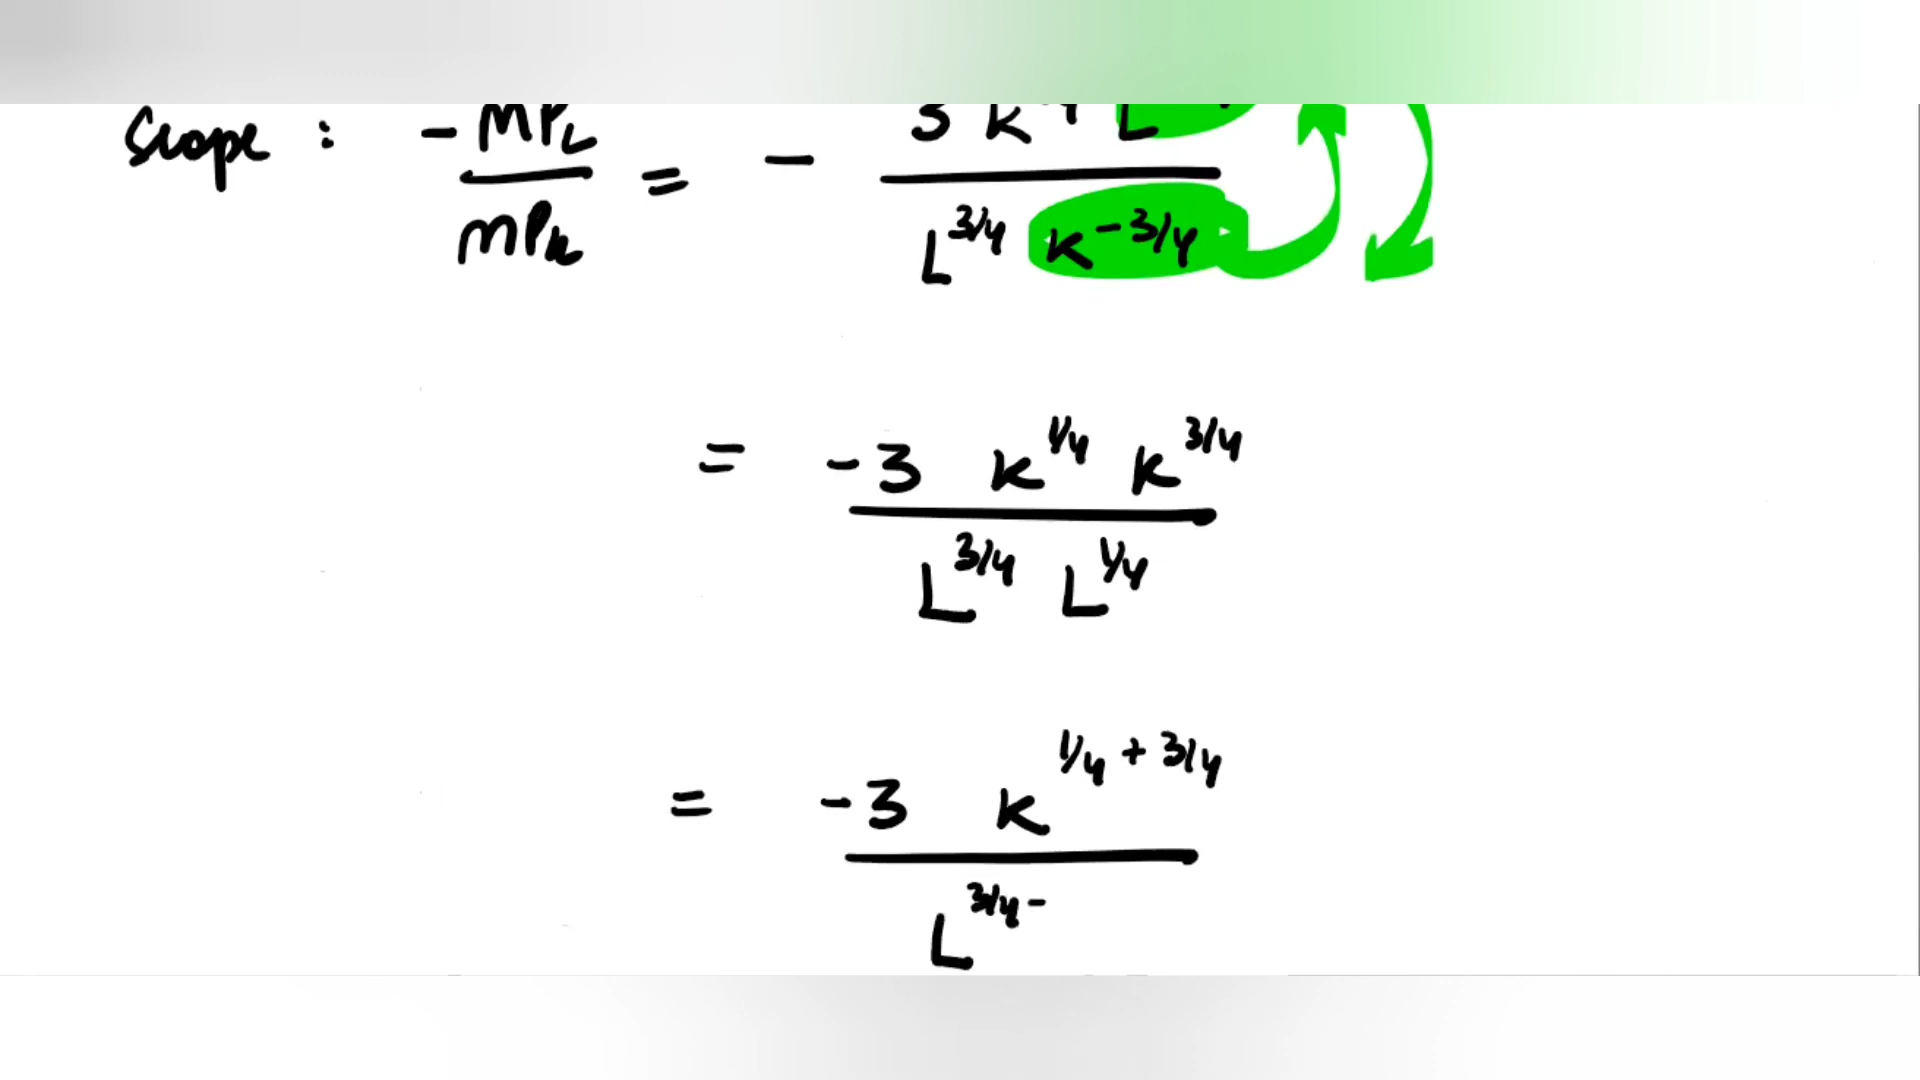 Slope : - MPL / MPK = - 3 K L / L^3/4 K^-3/4
= -3 K^1/4 K^3/4 / L^3/4 L^1/4
= -3 K^1/4 + 3/4 / L^3/4 -